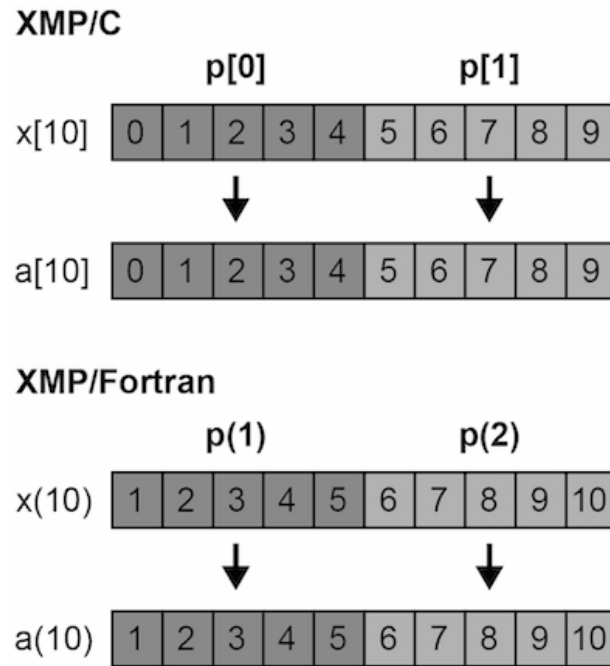 XMP/C
p[0] p[1]
x[10] 0 1 2 3 4 5 6 7 8 9
a[10] 0 1 2 3 4 5 6 7 8 9
XMP/Fortran
p(1) p(2)
x(10) 1 2 3 4 5 6 7 8 9 10
a(10) 1 2 3 4 5 6 7 8 9 10